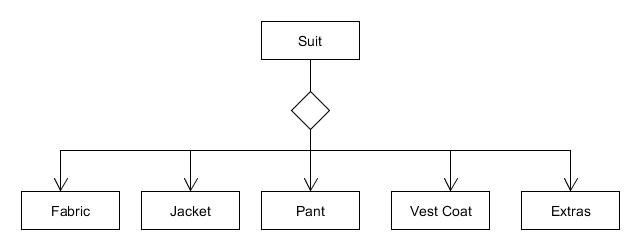 Suit
Fabric
Jacket
Pant
Vest Coat
Extras